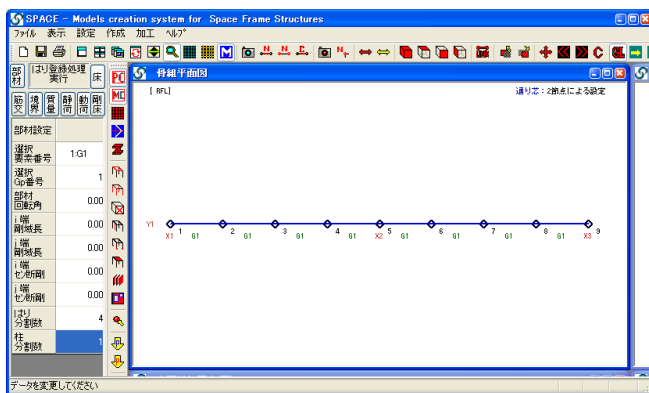 SPACE - Models creation system for Space Frame Structures
ファイル 表示 設定 作成 加工 ヘルプ
部材 はり登録処理実行 床
筋交 境界 質量 静荷 動荷 剛床
部材設定
選択要素番号 1:G1
選択Gp番号 1
部材回転角 0.00
i端剛域長 0.00
j端剛域長 0.00
i端せん断剛 0.00
j端せん断剛 0.00
はり分割数 4
柱分割数 1
PC
MC
骨組平面図
[ RFL]
通り芯：2節点による設定
Y1
1 2 3 4 5 6 7 8 9
X1 G1 G1 G1 G1 X2 G1 G1 G1 G1 X3
データを変更してください